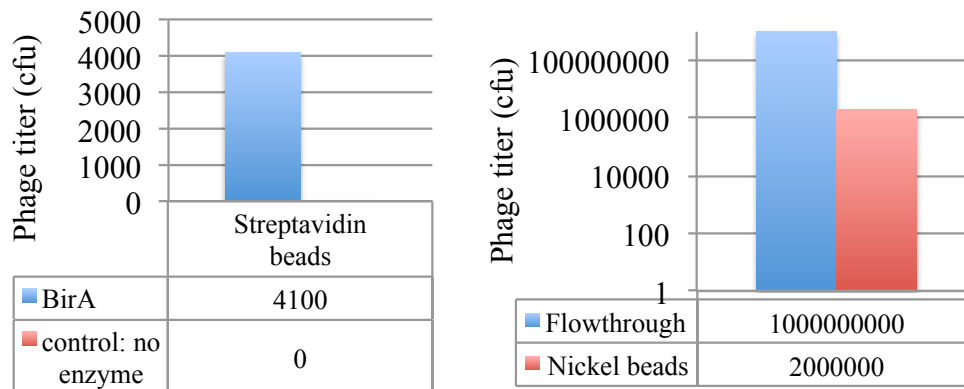 Phage titer (cfu)
5000
4000
3000
2000
1000
0
Streptavidin
beads
BirA 4100
control: no
enzyme 0
Phage titer (cfu)
100000000
1000000
10000
100
1
Flowthrough 1000000000
Nickel beads 2000000